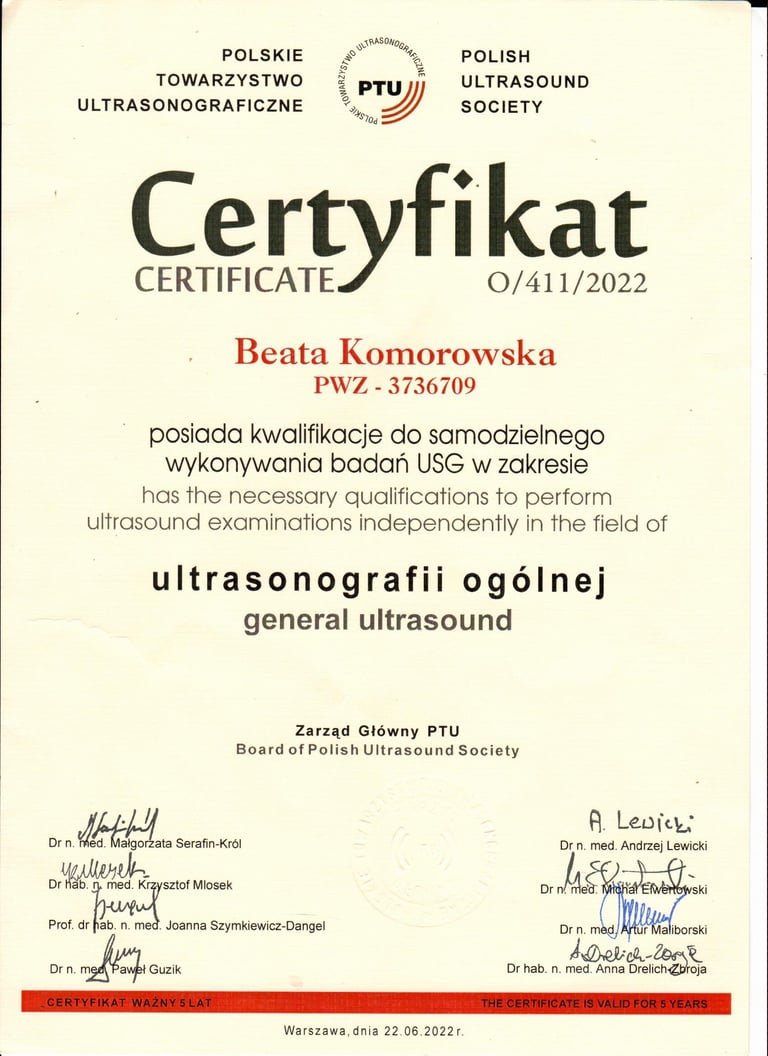 POLSKIE
TOWARZYSTWO
ULTRASONOGRAFICZNE
POLSKIE TOWARZYSTWO ULTRASONOGRAFICZNE
PTU
POLISH
ULTRASOUND
SOCIETY
Certyfikat
CERTIFICATE
O/411/2022
Beata Komorowska
PWZ - 3736709
posiada kwalifikacje do samodzielnego
wykonywania badań USG w zakresie
has the necessary qualifications to perform
ultrasound examinations independently in the field of
ultrasonografii ogólnej
general ultrasound
Zarząd Główny PTU
Board of Polish Ultrasound Society
Dr n. med. Małgorzata Serafin-Król
Dr hab. n. med. Krzysztof Mlosek
Prof. dr hab. n. med. Joanna Szymkiewicz-Dangel
Dr n. med. Paweł Guzik
A. Lewicki
Dr n. med. Andrzej Lewicki
Dr n. med. Michał Elwertowski
Dr n. med. Artur Maliborski
A. Drelich-Zbroja
Dr hab. n. med. Anna Drelich-Zbroja
CERTYFIKAT WAŻNY 5 LAT
THE CERTIFICATE IS VALID FOR 5 YEARS
Warszawa, dnia 22.06.2022 r.